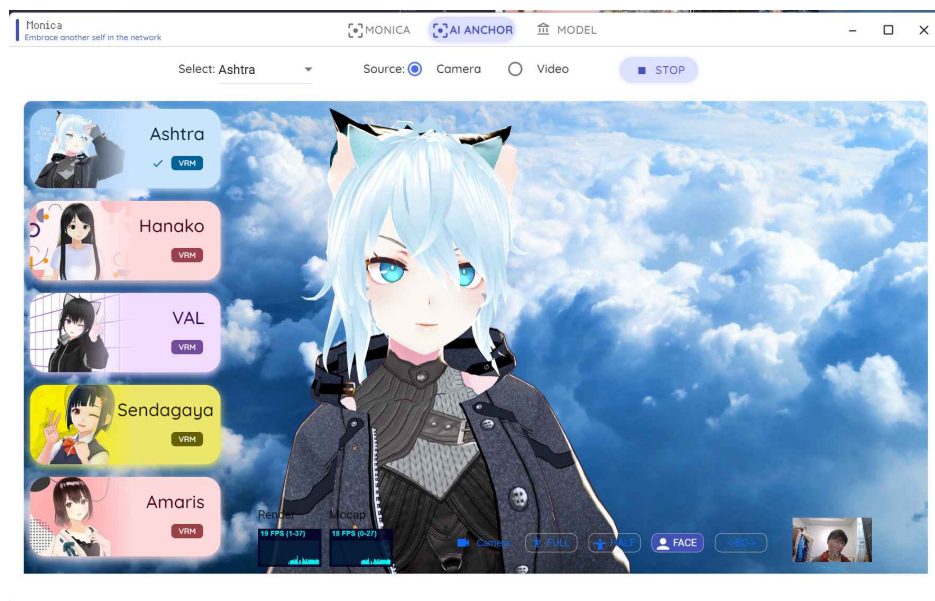 Monica
Embrace another self in the network
MONICA
AI ANCHOR
MODEL
Select: Ashtra
Source: Camera Video
STOP
Ashtra
VRM
Hanako
VRM
VAL
VRM
Sendagaya
VRM
Amaris
VRM
Render Mocap
19 FPS (1-37) 18 FPS (0-27)
Camera FULL HALF FACE <-BG->